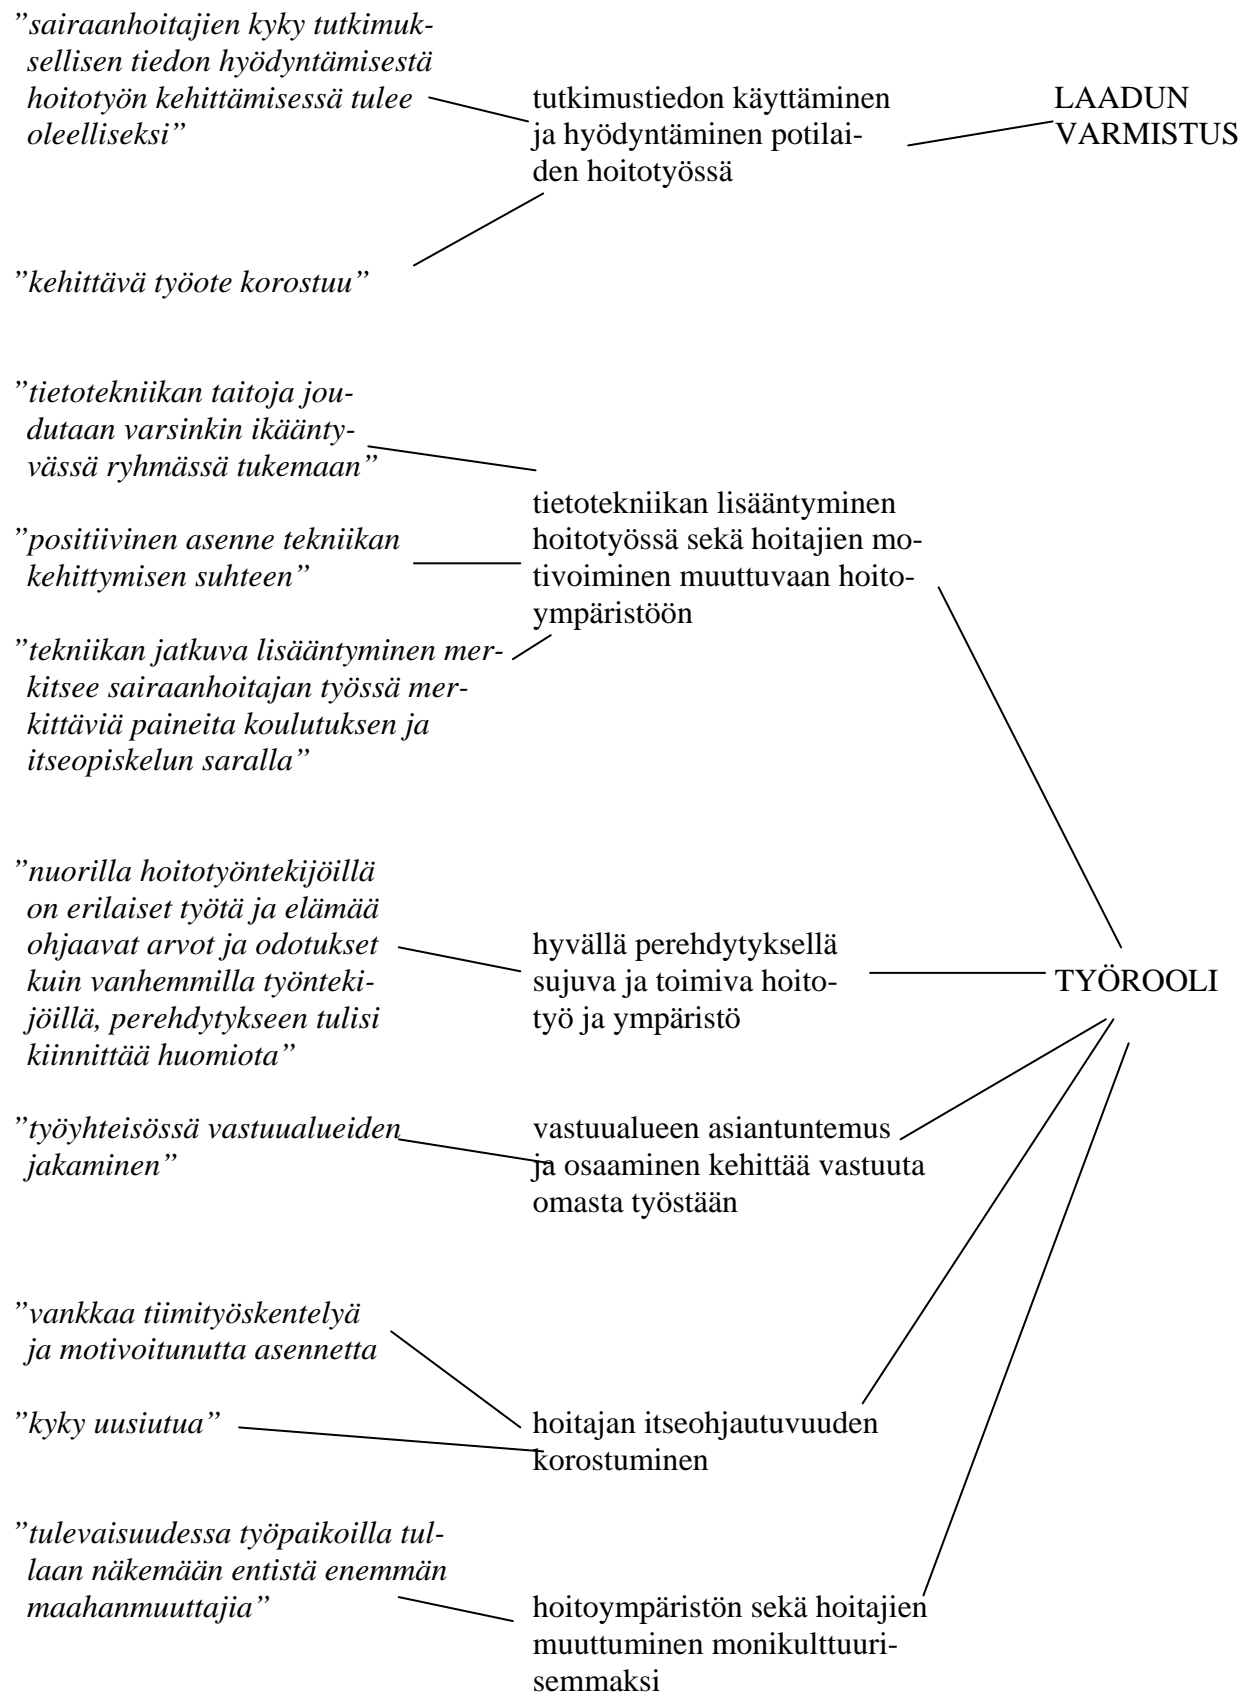 ”sairaanhoitajien kyky tutkimuk-
sellisen tiedon hyödyntämisestä
hoitotyön kehittämisessä tulee
oleelliseksi”
tutkimustiedon käyttäminen
ja hyödyntäminen potilai-
den hoitotyössä
LAADUN
VARMISTUS
”kehittävä työote korostuu”
”tietotekniikan taitoja jou-
dutaan varsinkin ikäänty-
vässä ryhmässä tukemaan”
”positiivinen asenne tekniikan
kehittymisen suhteen”
”tekniikan jatkuva lisääntyminen mer-
kitsee sairaanhoitajan työssä mer-
kittäviä paineita koulutuksen ja
itseopiskelun saralla”
tietotekniikan lisääntyminen
hoitotyössä sekä hoitajien mo-
tivoiminen muuttuvaan hoito-
ympäristöön
”nuorilla hoitotyöntekijöillä
on erilaiset työtä ja elämää
ohjaavat arvot ja odotukset
kuin vanhemmilla työnteki-
jöillä, perehdytykseen tulisi
kiinnittää huomiota”
hyvällä perehdytyksellä
sujuva ja toimiva hoito-
työ ja ympäristö
TYÖROOLI
”työyhteisössä vastuualueiden
jakaminen”
vastuualueen asiantuntemus
ja osaaminen kehittää vastuuta
omasta työstään
”vankkaa tiimityöskentelyä
ja motivoitunutta asennetta
”kyky uusiutua”
hoitajan itseohjautuvuuden
korostuminen
”tulevaisuudessa työpaikoilla tul-
laan näkemään entistä enemmän
maahanmuuttajia”
hoitoympäristön sekä hoitajien
muuttuminen monikulttuuri-
semmaksi